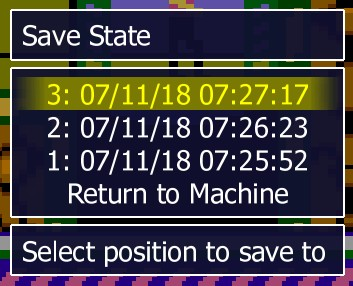 Save State
3: 07/11/18 07:27:17
2: 07/11/18 07:26:23
1: 07/11/18 07:25:52
Return to Machine
Select position to save to